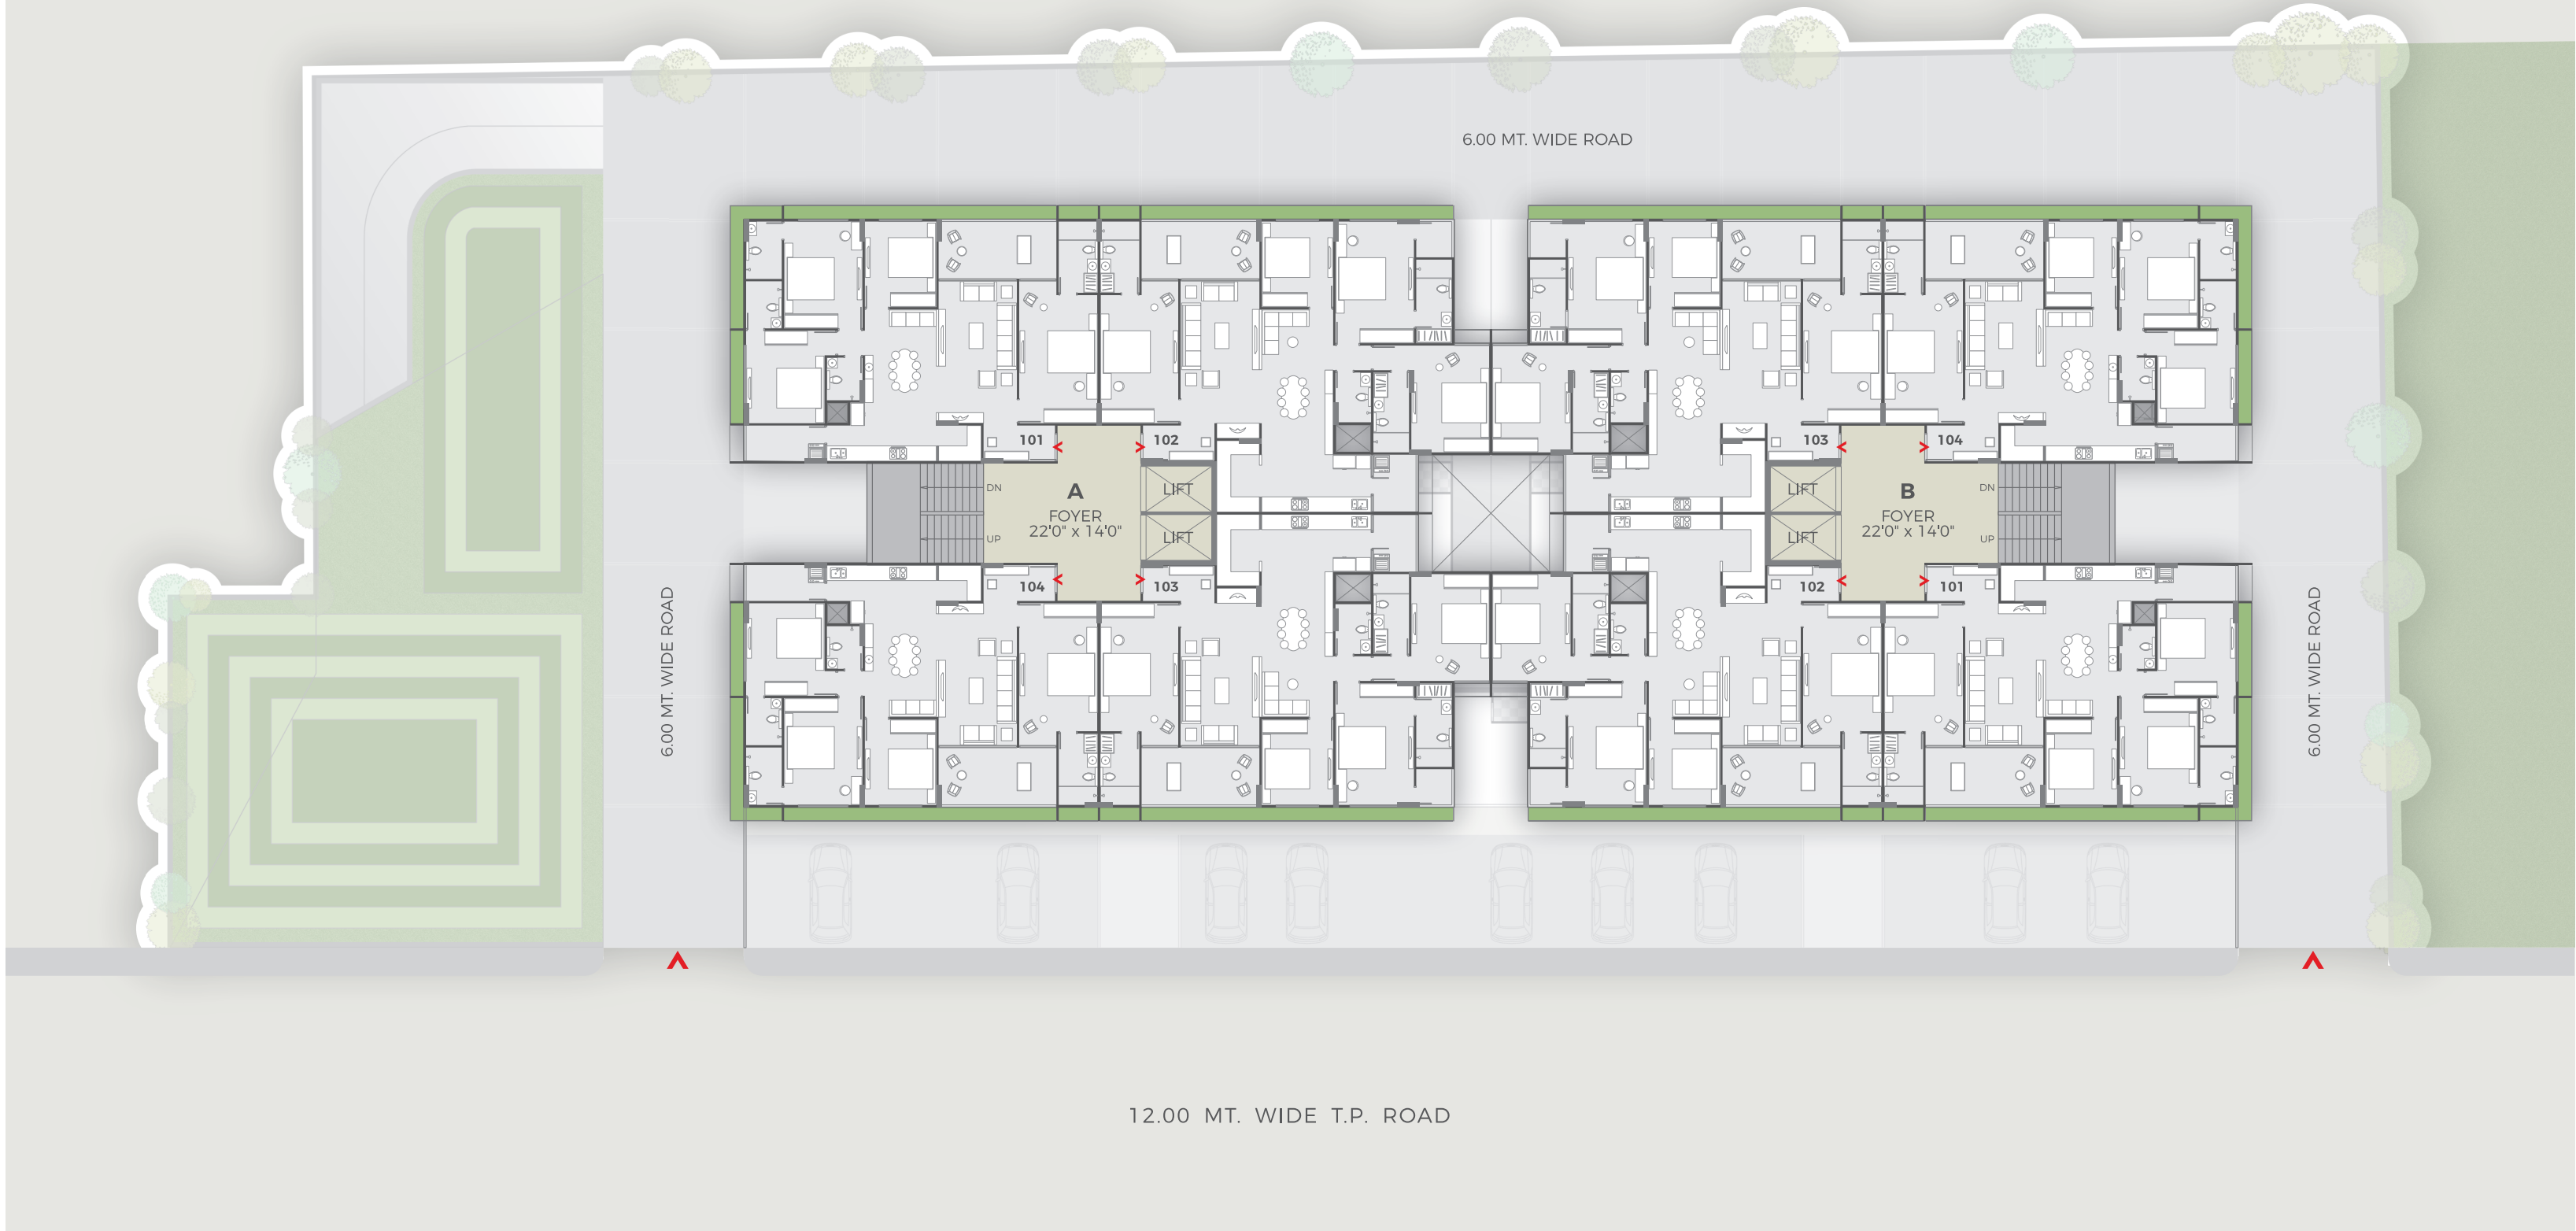 6.00 MT. WIDE ROAD
101
102
103
104
A
FOYER
22'0" x 14'0"
DN
UP
LIFT
LIFT
B
FOYER
22'0" x 14'0"
DN
UP
LIFT
LIFT
104
103
102
101
6.00 MT. WIDE ROAD
6.00 MT. WIDE ROAD
12.00 MT. WIDE T.P. ROAD